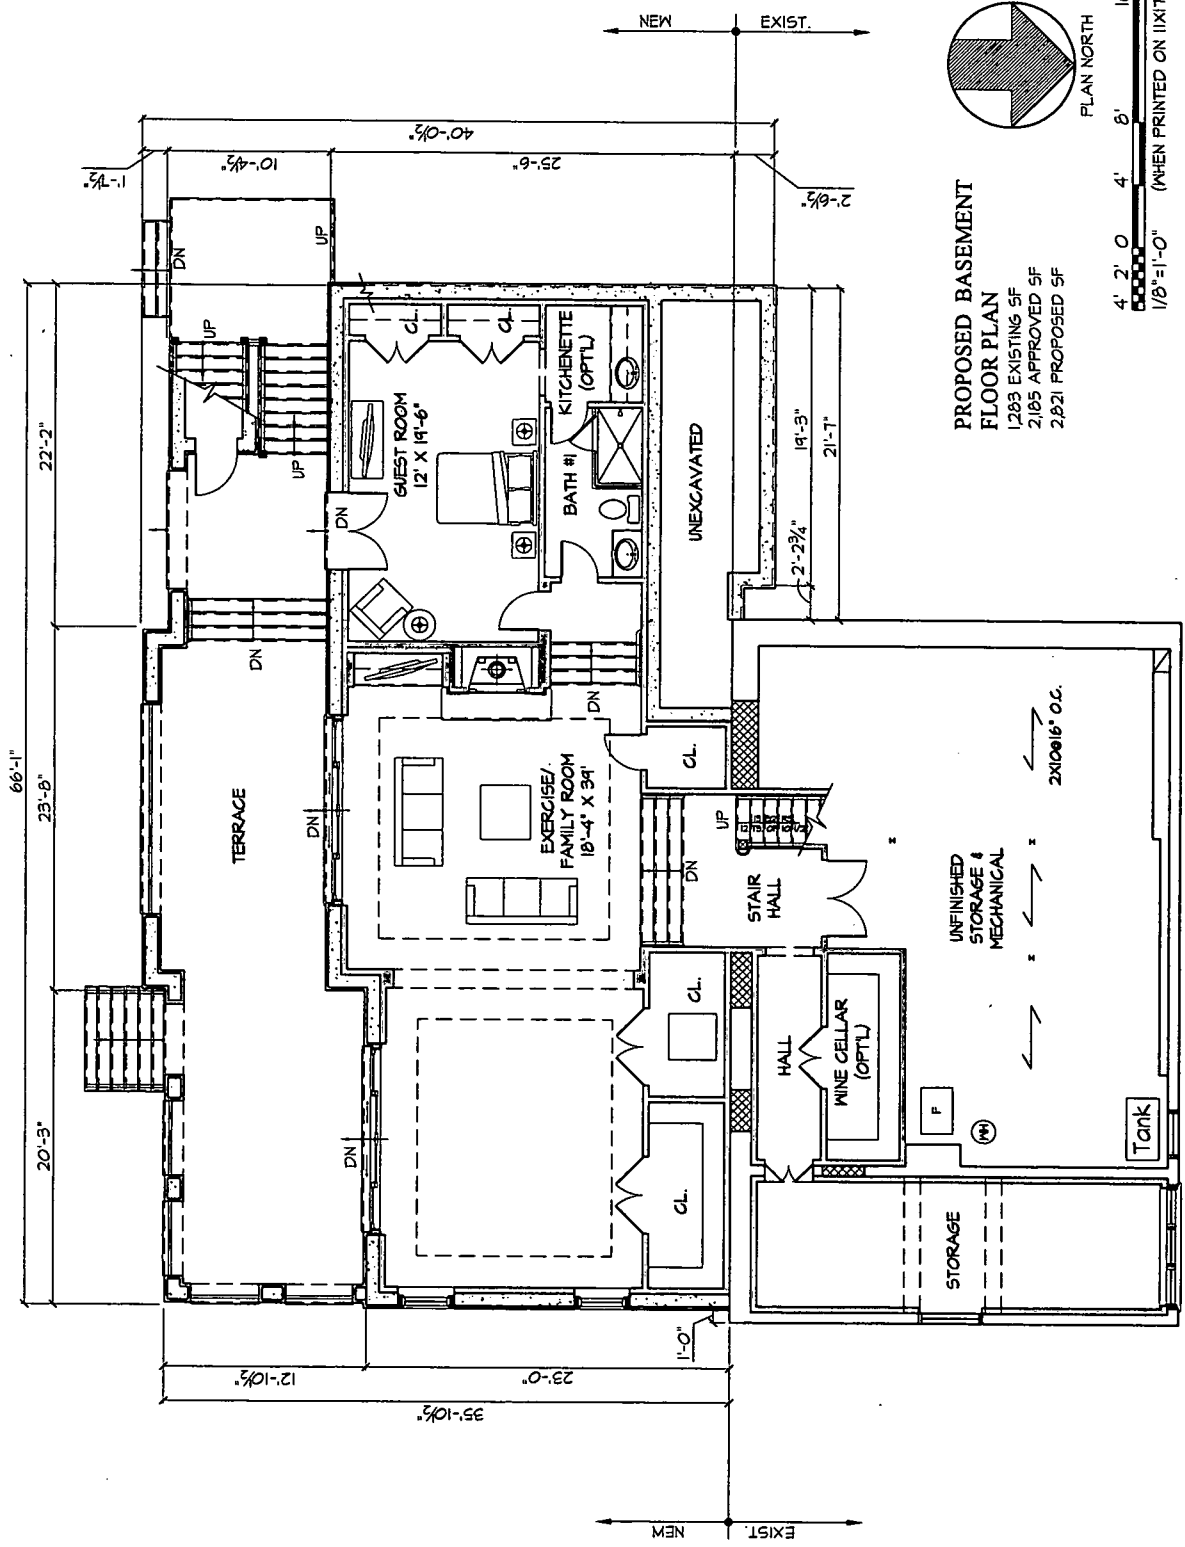 66'-1"
20'-3"
23'-8"
22'-2"
1'-7½"
10'-4½"
40'-0½"
25'-6"
2'-6½"
NEW
EXIST.
DN
UP
UP
UP
DN
TERRACE
DN
DN
DN
GUEST ROOM
12' X 19'-6"
CL.
CL.
KITCHENETTE
(OPT'L)
BATH #1
UNEXCAVATED
DN
EXERCISE/
FAMILY ROOM
18'-4" X 39'
CL.
CL.
CL.
DN
UP
STAIR
HALL
HALL
WINE CELLAR
(OPT'L)
UNFINISHED
STORAGE &
MECHANICAL
2X10@16" O.C.
F
WH
Tank
STORAGE
19'-3"
2'-2¾"
21'-7"
12'-10½"
23'-0"
35'-10½"
1'-0"
NEW
EXIST.
PROPOSED BASEMENT
FLOOR PLAN
1,283 EXISTING SF
2,185 APPROVED SF
2,821 PROPOSED SF
PLAN NORTH
4' 2' 0 4' 8'
1/8"=1'-0" (WHEN PRINTED ON 11X17